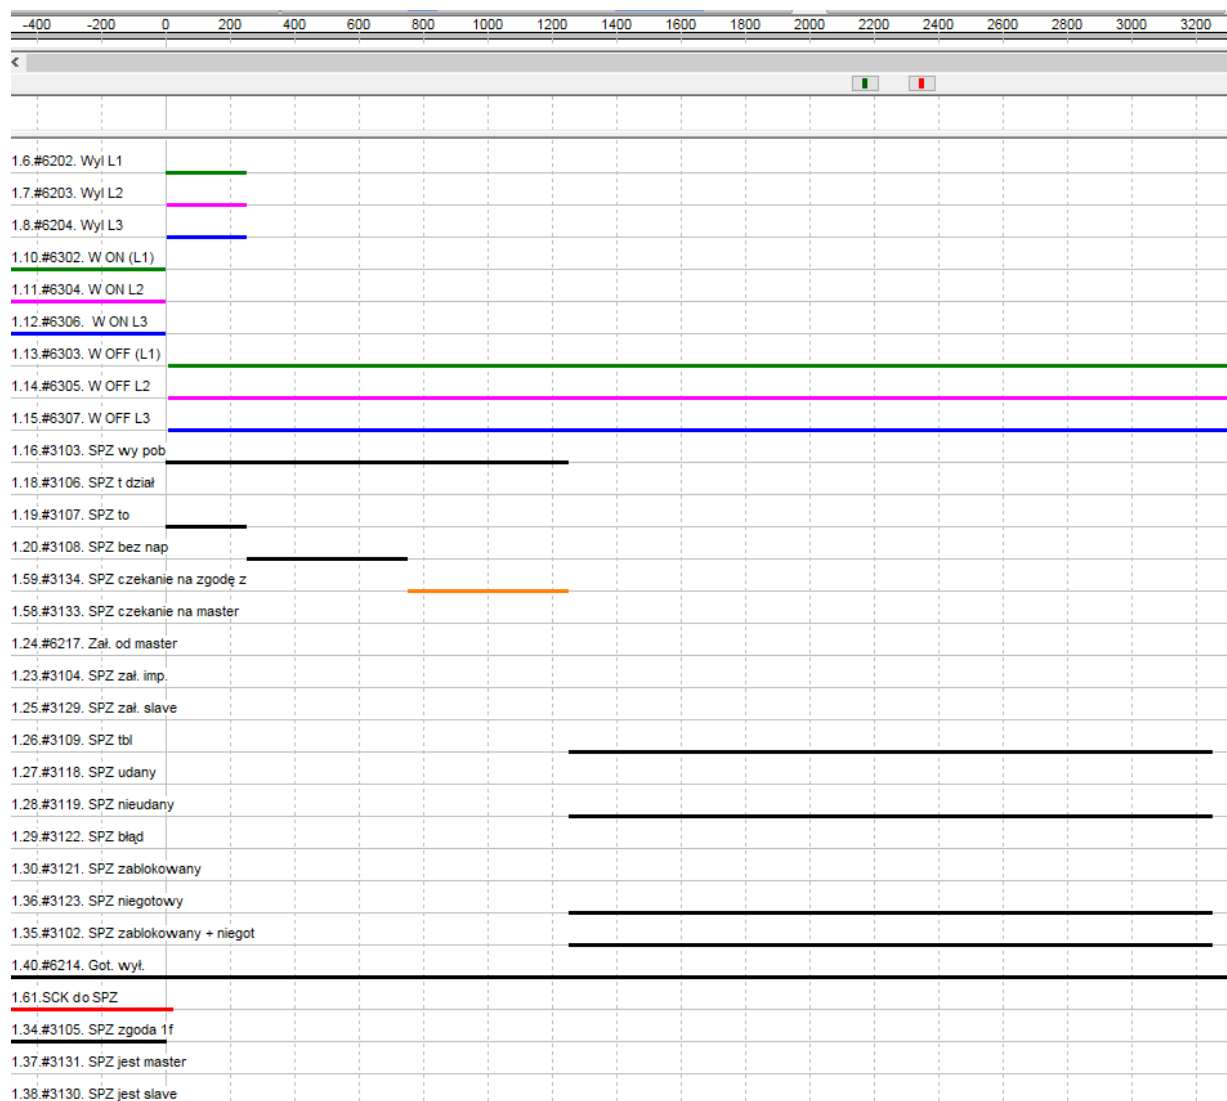 -400 -200 0 200 400 600 800 1000 1200 1400 1600 1800 2000 2200 2400 2600 2800 3000 3200
1.6.#6202. Wyl L1
1.7.#6203. Wyl L2
1.8.#6204. Wyl L3
1.10.#6302. W ON (L1)
1.11.#6304. W ON L2
1.12.#6306. W ON L3
1.13.#6303. W OFF (L1)
1.14.#6305. W OFF L2
1.15.#6307. W OFF L3
1.16.#3103. SPZ wy pob
1.18.#3106. SPZ t dział
1.19.#3107. SPZ to
1.20.#3108. SPZ bez nap
1.59.#3134. SPZ czekanie na zgodę z
1.58.#3133. SPZ czekanie na master
1.24.#6217. Zał. od master
1.23.#3104. SPZ zał. imp.
1.25.#3129. SPZ zał. slave
1.26.#3109. SPZ tbl
1.27.#3118. SPZ udany
1.28.#3119. SPZ nieudany
1.29.#3122. SPZ błąd
1.30.#3121. SPZ zablokowany
1.36.#3123. SPZ niegotowy
1.35.#3102. SPZ zablokowany + niegot
1.40.#6214. Got. wył.
1.61.SCK do SPZ
1.34.#3105. SPZ zgoda 1f
1.37.#3131. SPZ jest master
1.38.#3130. SPZ jest slave